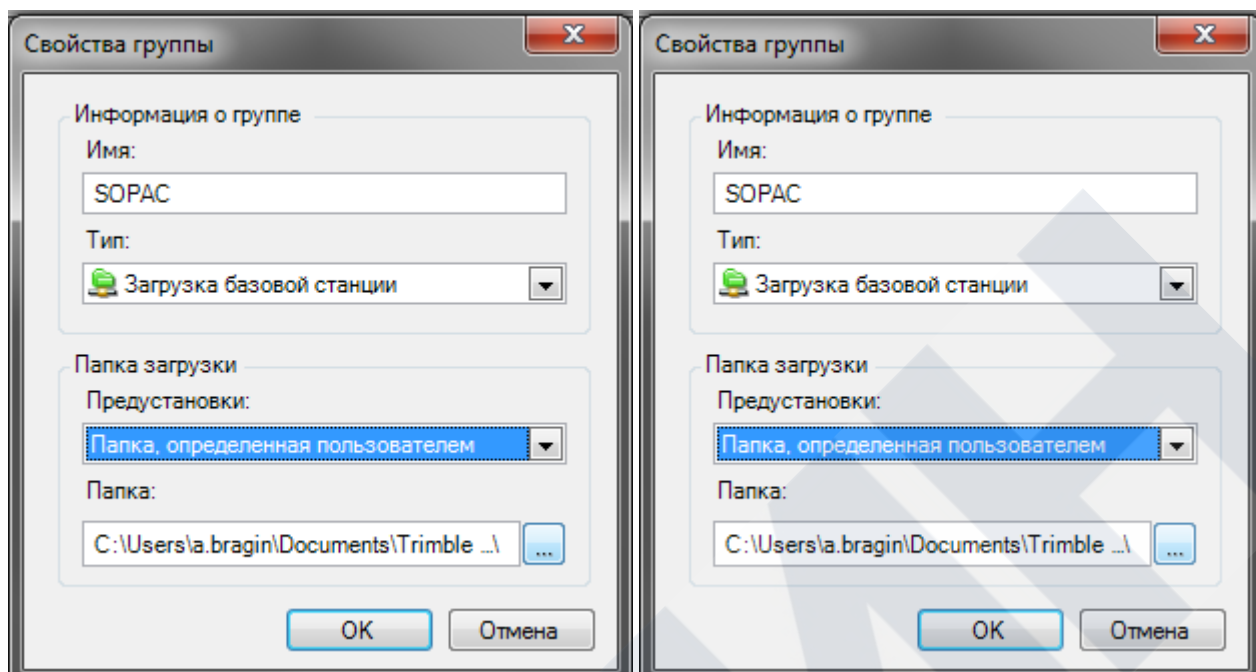 Свойства группы
Информация о группе
Имя:
SOPAC
Тип:
Загрузка базовой станции
Папка загрузки
Предустановки:
Папка, определенная пользователем
Папка:
C:\Users\a.bragin\Documents\Trimble ...\
...
OK
Отмена
Свойства группы
Информация о группе
Имя:
SOPAC
Тип:
Загрузка базовой станции
Папка загрузки
Предустановки:
Папка, определенная пользователем
Папка:
C:\Users\a.bragin\Documents\Trimble ...\
...
OK
Отмена